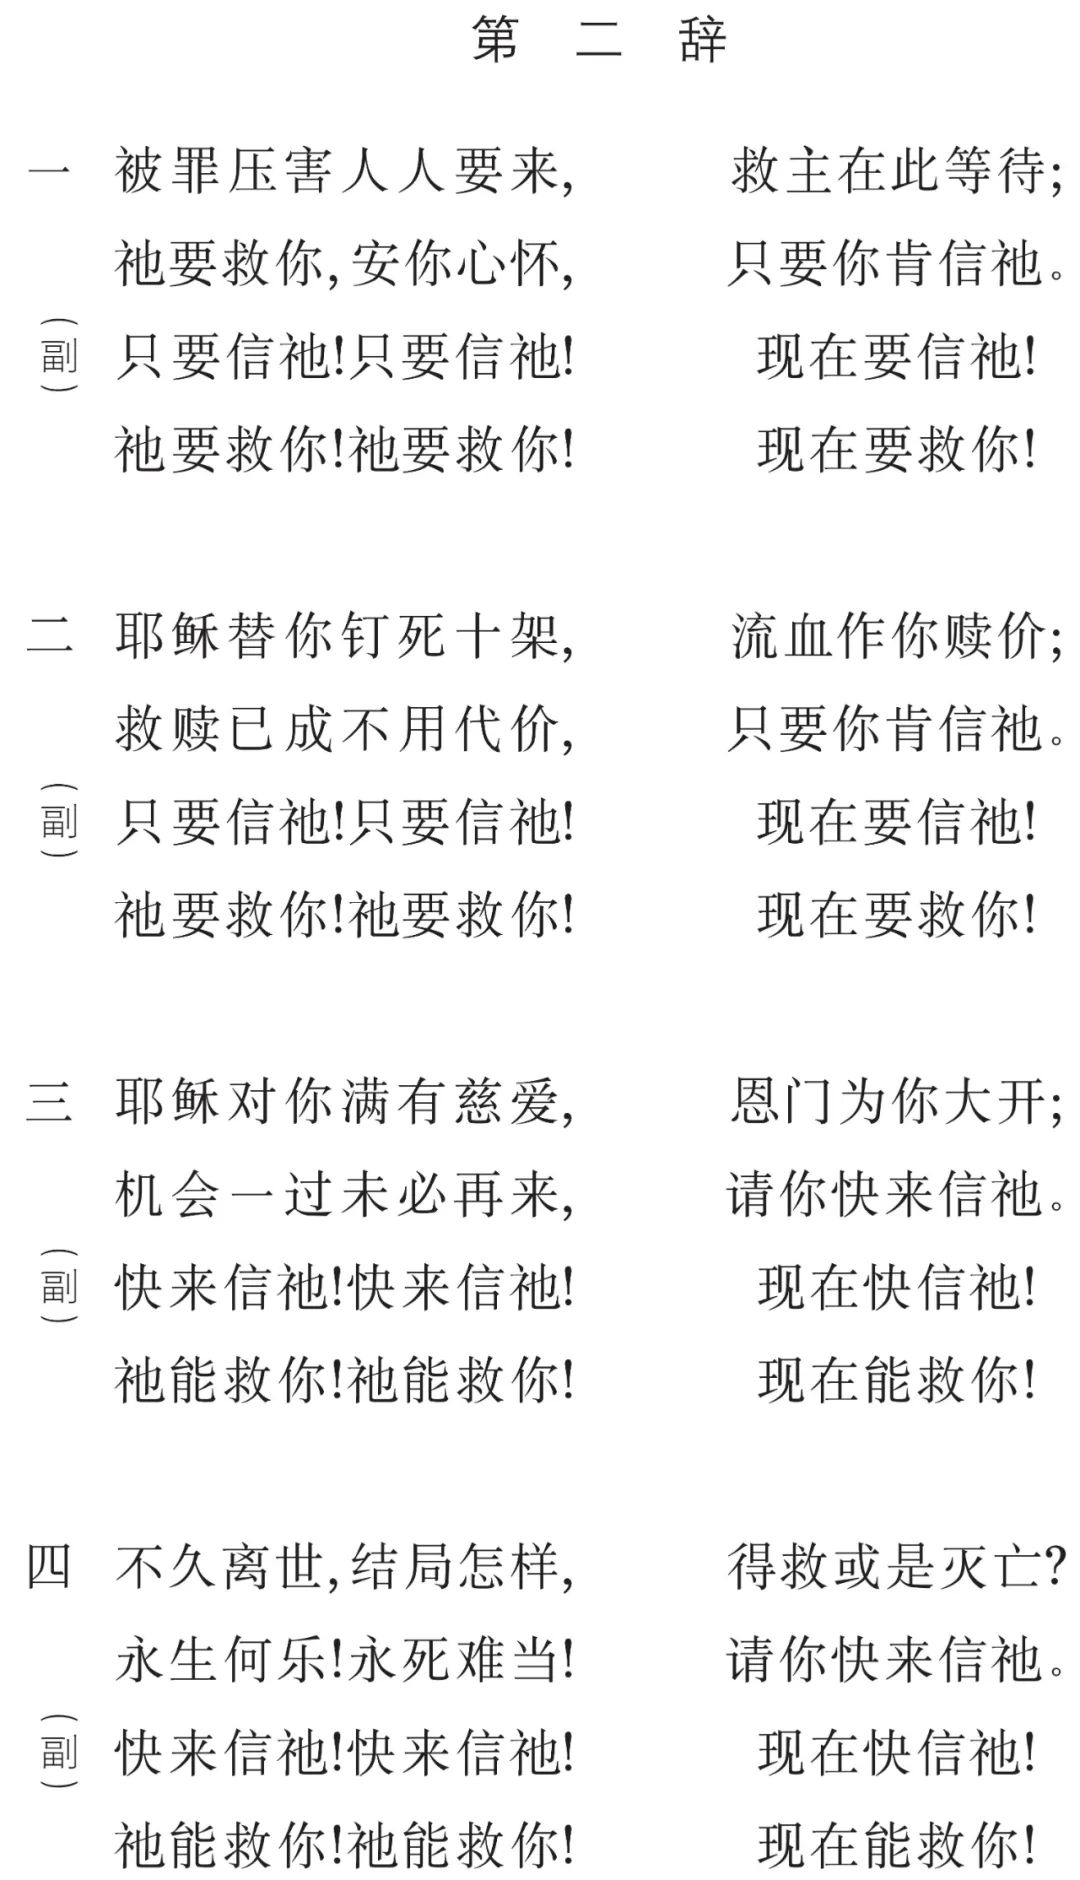 第二辞
一 被罪压害人人要来, 救主在此等待;
祂要救你,安你心怀, 只要你肯信祂。
(副) 只要信祂!只要信祂! 现在要信祂!
祂要救你!祂要救你! 现在要救你!
二 耶稣替你钉死十架, 流血作你赎价;
救赎已成不用代价, 只要你肯信祂。
(副) 只要信祂!只要信祂! 现在要信祂!
祂要救你!祂要救你! 现在要救你!
三 耶稣对你满有慈爱, 恩门为你大开;
机会一过未必再来, 请你快来信祂。
(副) 快来信祂!快来信祂! 现在快信祂!
祂能救你!祂能救你! 现在能救你!
四 不久离世,结局怎样, 得救或是灭亡?
永生何乐!永死难当! 请你快来信祂。
(副) 快来信祂!快来信祂! 现在快信祂!
祂能救你!祂能救你! 现在能救你!